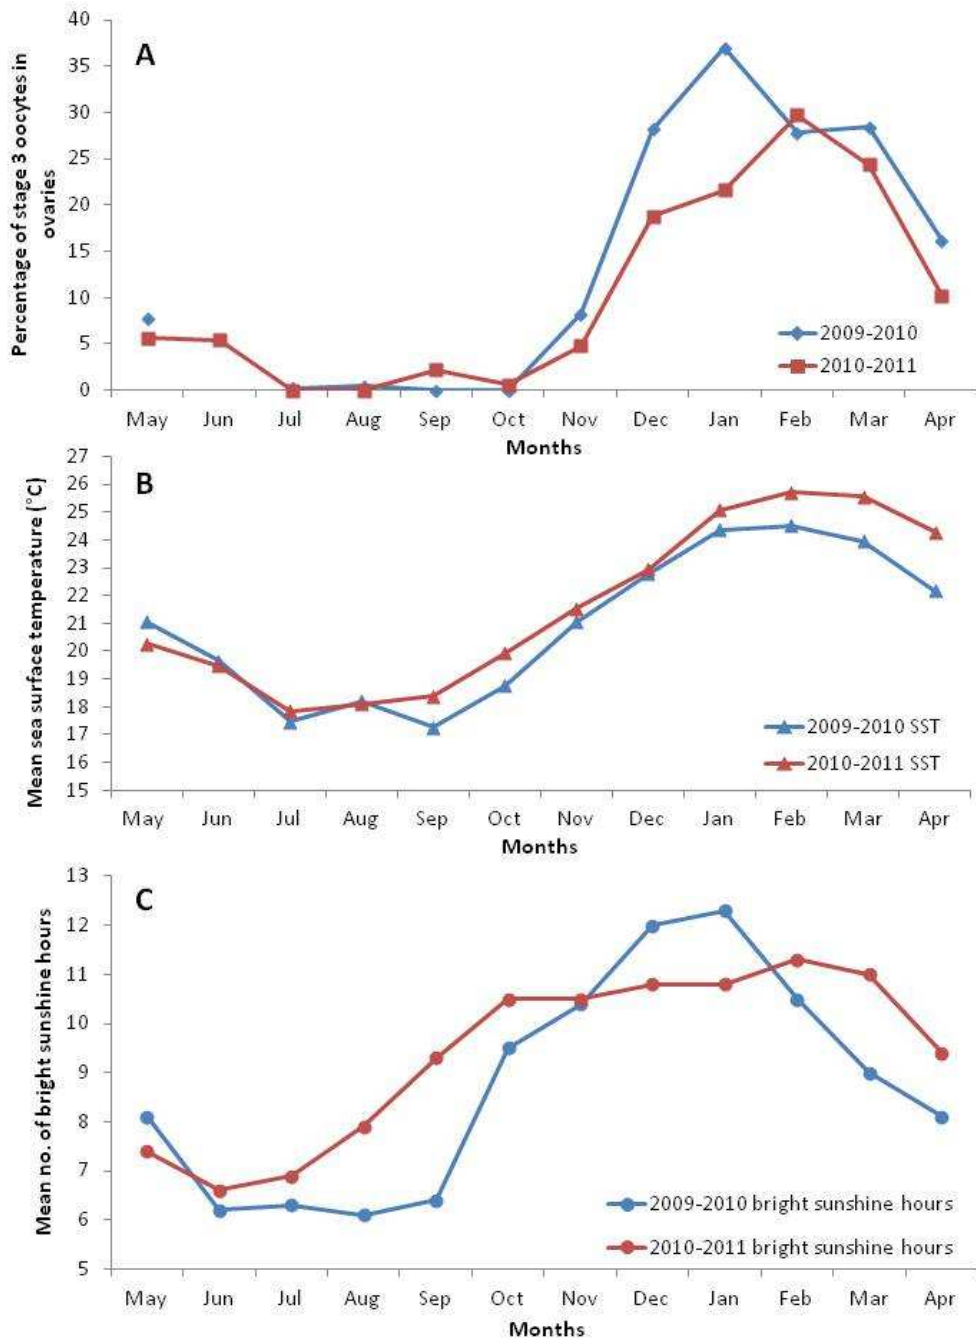 A
Percentage of stage 3 oocytes in
ovaries
40
35
30
25
20
15
10
5
0
2009-2010
2010-2011
May Jun Jul Aug Sep Oct Nov Dec Jan Feb Mar Apr
Months
B
Mean sea surface temperature (°C)
27
26
25
24
23
22
21
20
19
18
17
16
15
2009-2010 SST
2010-2011 SST
May Jun Jul Aug Sep Oct Nov Dec Jan Feb Mar Apr
Months
C
Mean no. of bright sunshine hours
13
12
11
10
9
8
7
6
5
2009-2010 bright sunshine hours
2010-2011 bright sunshine hours
May Jun Jul Aug Sep Oct Nov Dec Jan Feb Mar Apr
Months